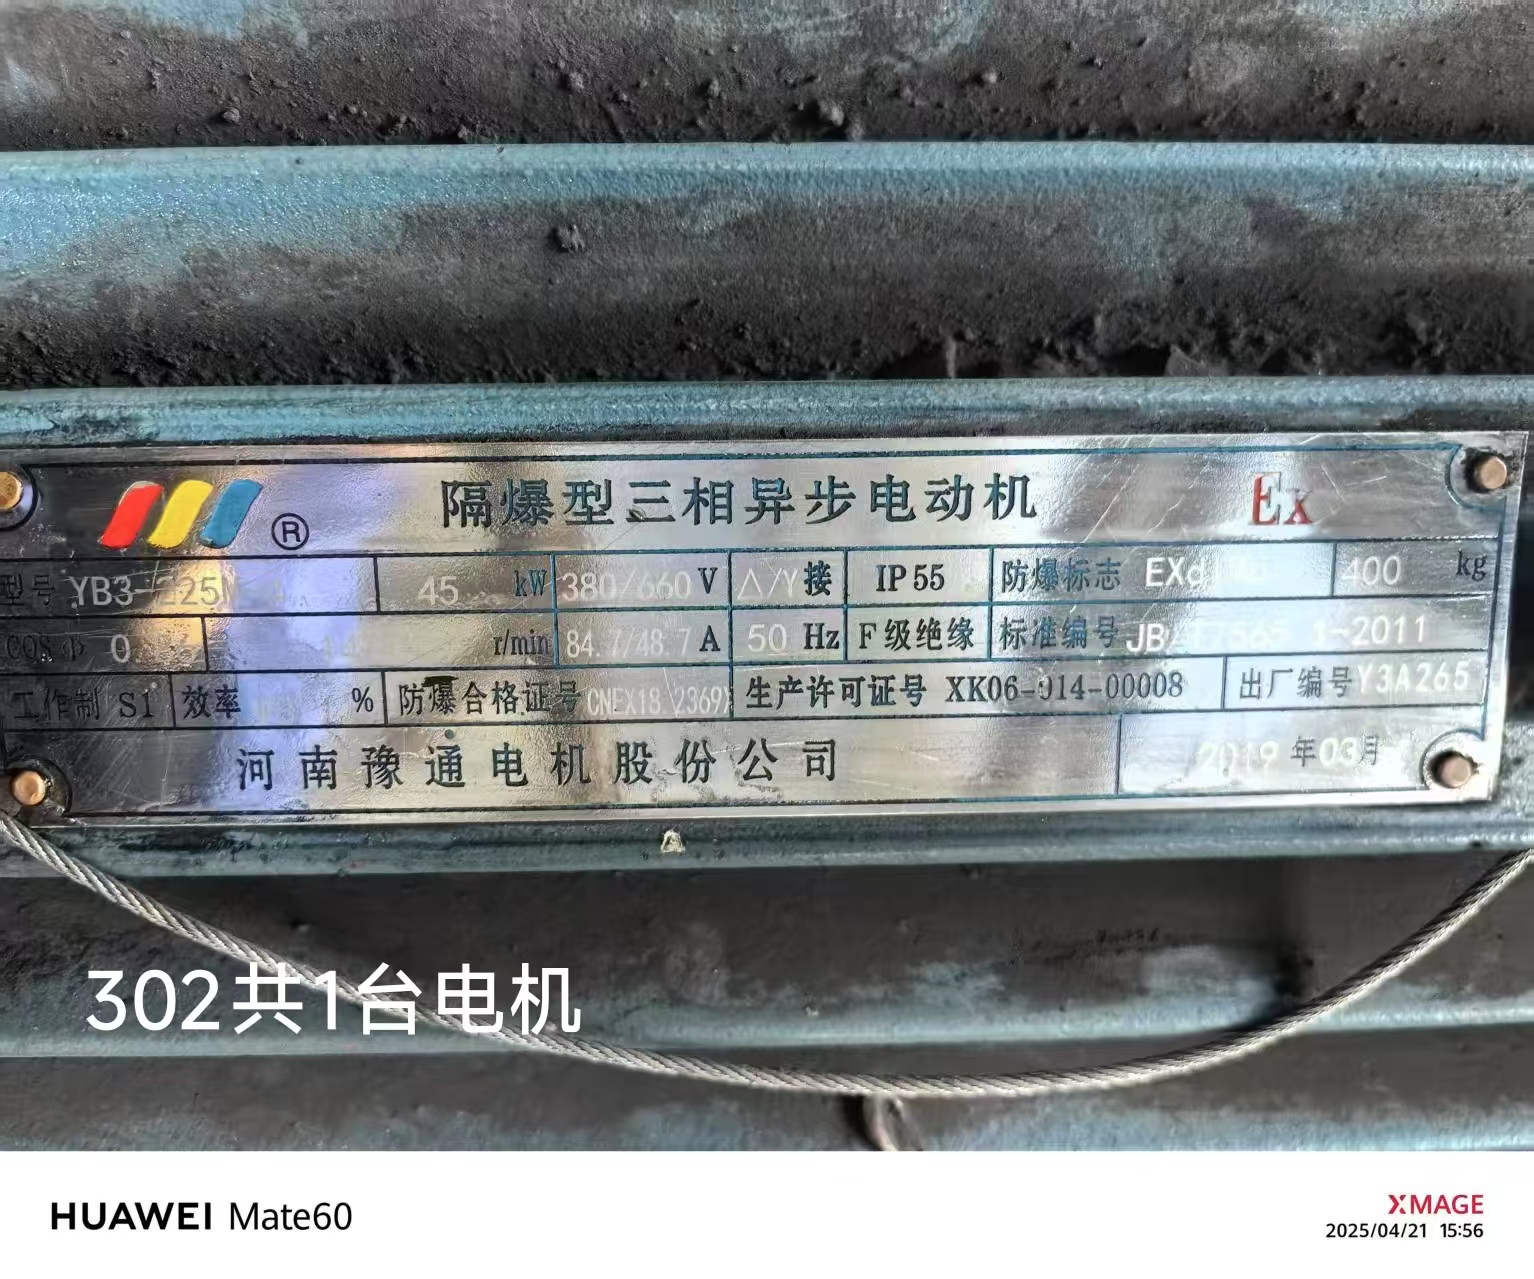 ® 隔爆型三相异步电动机 Ex
型号 YB3-225 45 kW 380/660 V △/Y 接 IP55 防爆标志 EXd 400 kg
COSΦ 0 r/min 84.7/48.7 A 50 Hz F级绝缘 标准编号 JB 1-2011
工作制 S1 效率 % 防爆合格证号 CNEX18.2369X 生产许可证号 XK06-014-00008 出厂编号 Y3A265
河南豫通电机股份公司 2019 年 03 月
302共1台电机
HUAWEI Mate60
XMAGE
2025/04/21 15:56